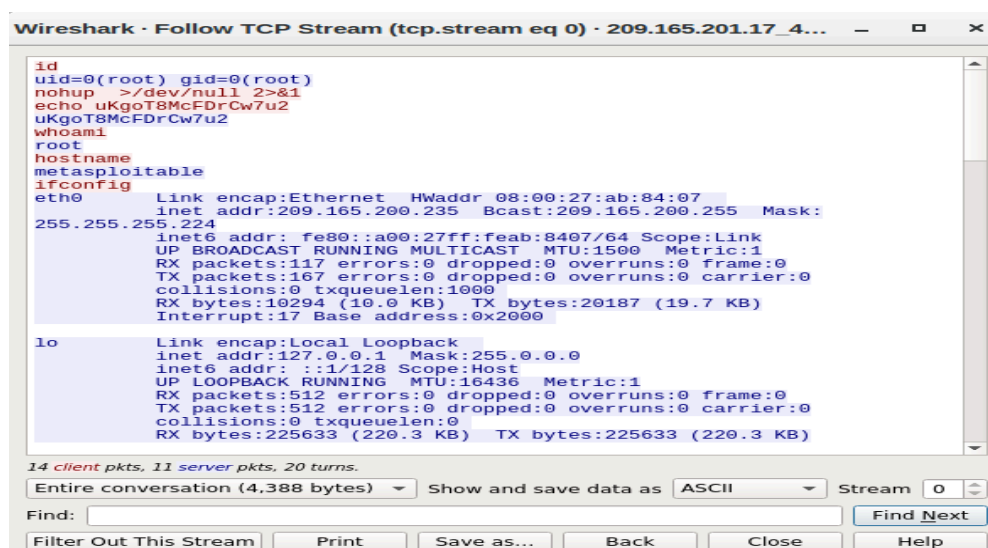 Wireshark · Follow TCP Stream (tcp.stream eq 0) · 209.165.201.17_4...
id
uid=0(root) gid=0(root)
nohup  >/dev/null 2>&1
echo uKgoT8McFDrCw7u2
uKgoT8McFDrCw7u2
whoami
root
hostname
metasploitable
ifconfig
eth0      Link encap:Ethernet  HWaddr 08:00:27:ab:84:07
          inet addr:209.165.200.235  Bcast:209.165.200.255  Mask:
255.255.255.224
          inet6 addr: fe80::a00:27ff:feab:8407/64 Scope:Link
          UP BROADCAST RUNNING MULTICAST  MTU:1500  Metric:1
          RX packets:117 errors:0 dropped:0 overruns:0 frame:0
          TX packets:167 errors:0 dropped:0 overruns:0 carrier:0
          collisions:0 txqueuelen:1000
          RX bytes:10294 (10.0 KB)  TX bytes:20187 (19.7 KB)
          Interrupt:17 Base address:0x2000

lo        Link encap:Local Loopback
          inet addr:127.0.0.1  Mask:255.0.0.0
          inet6 addr: ::1/128 Scope:Host
          UP LOOPBACK RUNNING  MTU:16436  Metric:1
          RX packets:512 errors:0 dropped:0 overruns:0 frame:0
          TX packets:512 errors:0 dropped:0 overruns:0 carrier:0
          collisions:0 txqueuelen:0
          RX bytes:225633 (220.3 KB)  TX bytes:225633 (220.3 KB)
14 client pkts, 11 server pkts, 20 turns.
Entire conversation (4,388 bytes) Show and save data as ASCII Stream 0
Find: Find Next
Filter Out This Stream Print Save as... Back Close Help